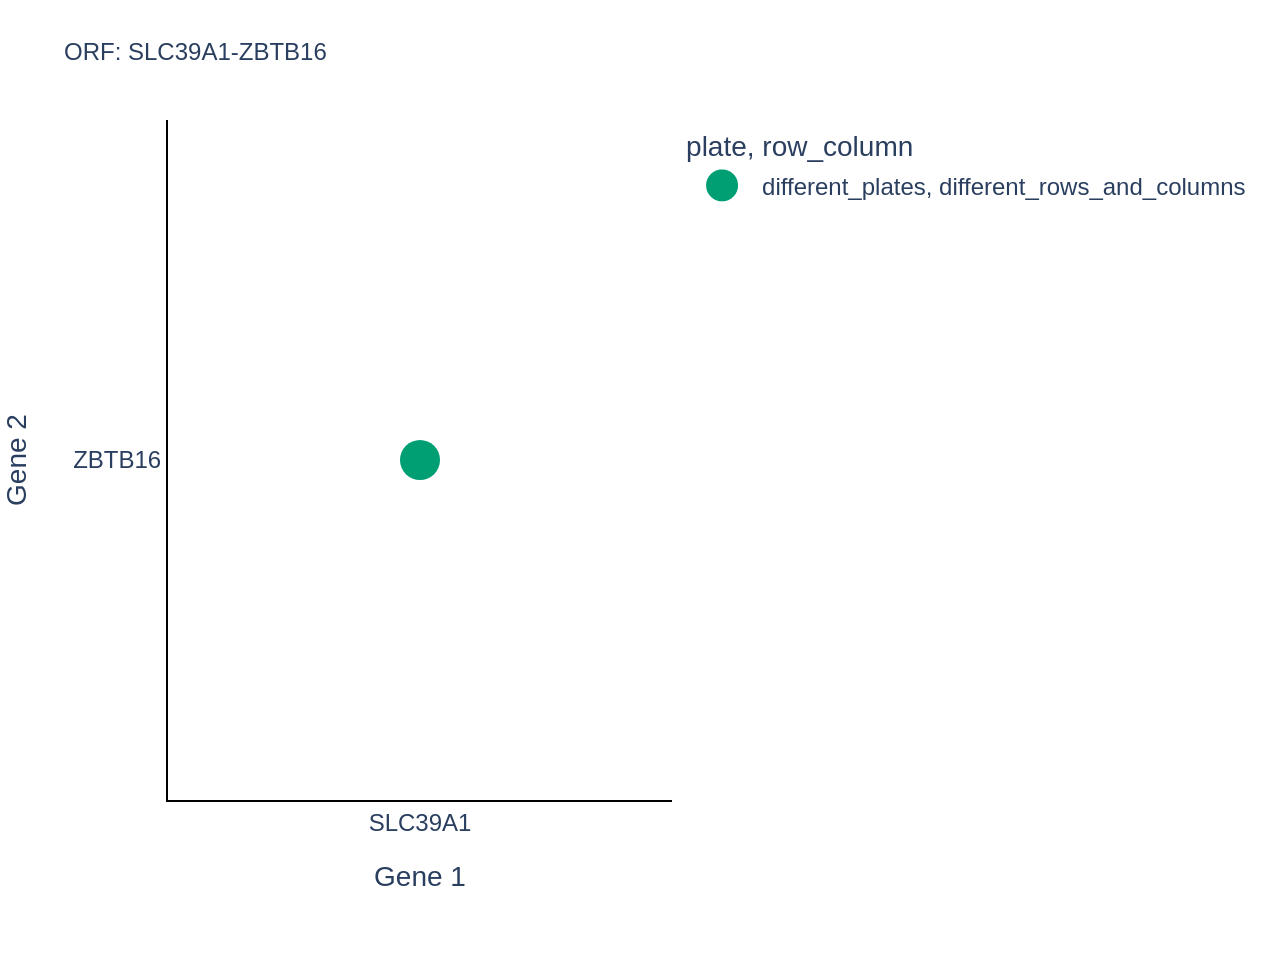 ORF: SLC39A1-ZBTB16
plate, row_column
different_plates, different_rows_and_columns
Gene 2
ZBTB16
SLC39A1
Gene 1